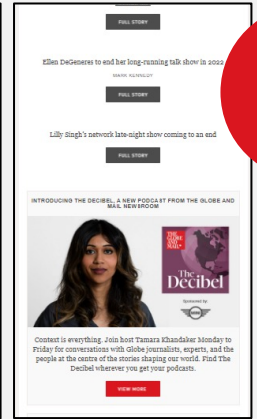 FULL STORY
Ellen DeGeneres to end her long-running talk show in 2022
MARK KENNEDY
FULL STORY
Lilly Singh's network late-night show coming to an end
FULL STORY
INTRODUCING THE DECIBEL, A NEW PODCAST FROM THE GLOBE AND
MAIL NEWSROOM
THE
GLOBE
AND
MAIL
The
Decibel
Sponsored by
MINI
Context is everything. Join host Tamara Khandaker Monday to
Friday for conversations with Globe journalists, experts, and the
people at the centre of the stories shaping our world. Find The
Decibel wherever you get your podcasts.
VIEW MORE